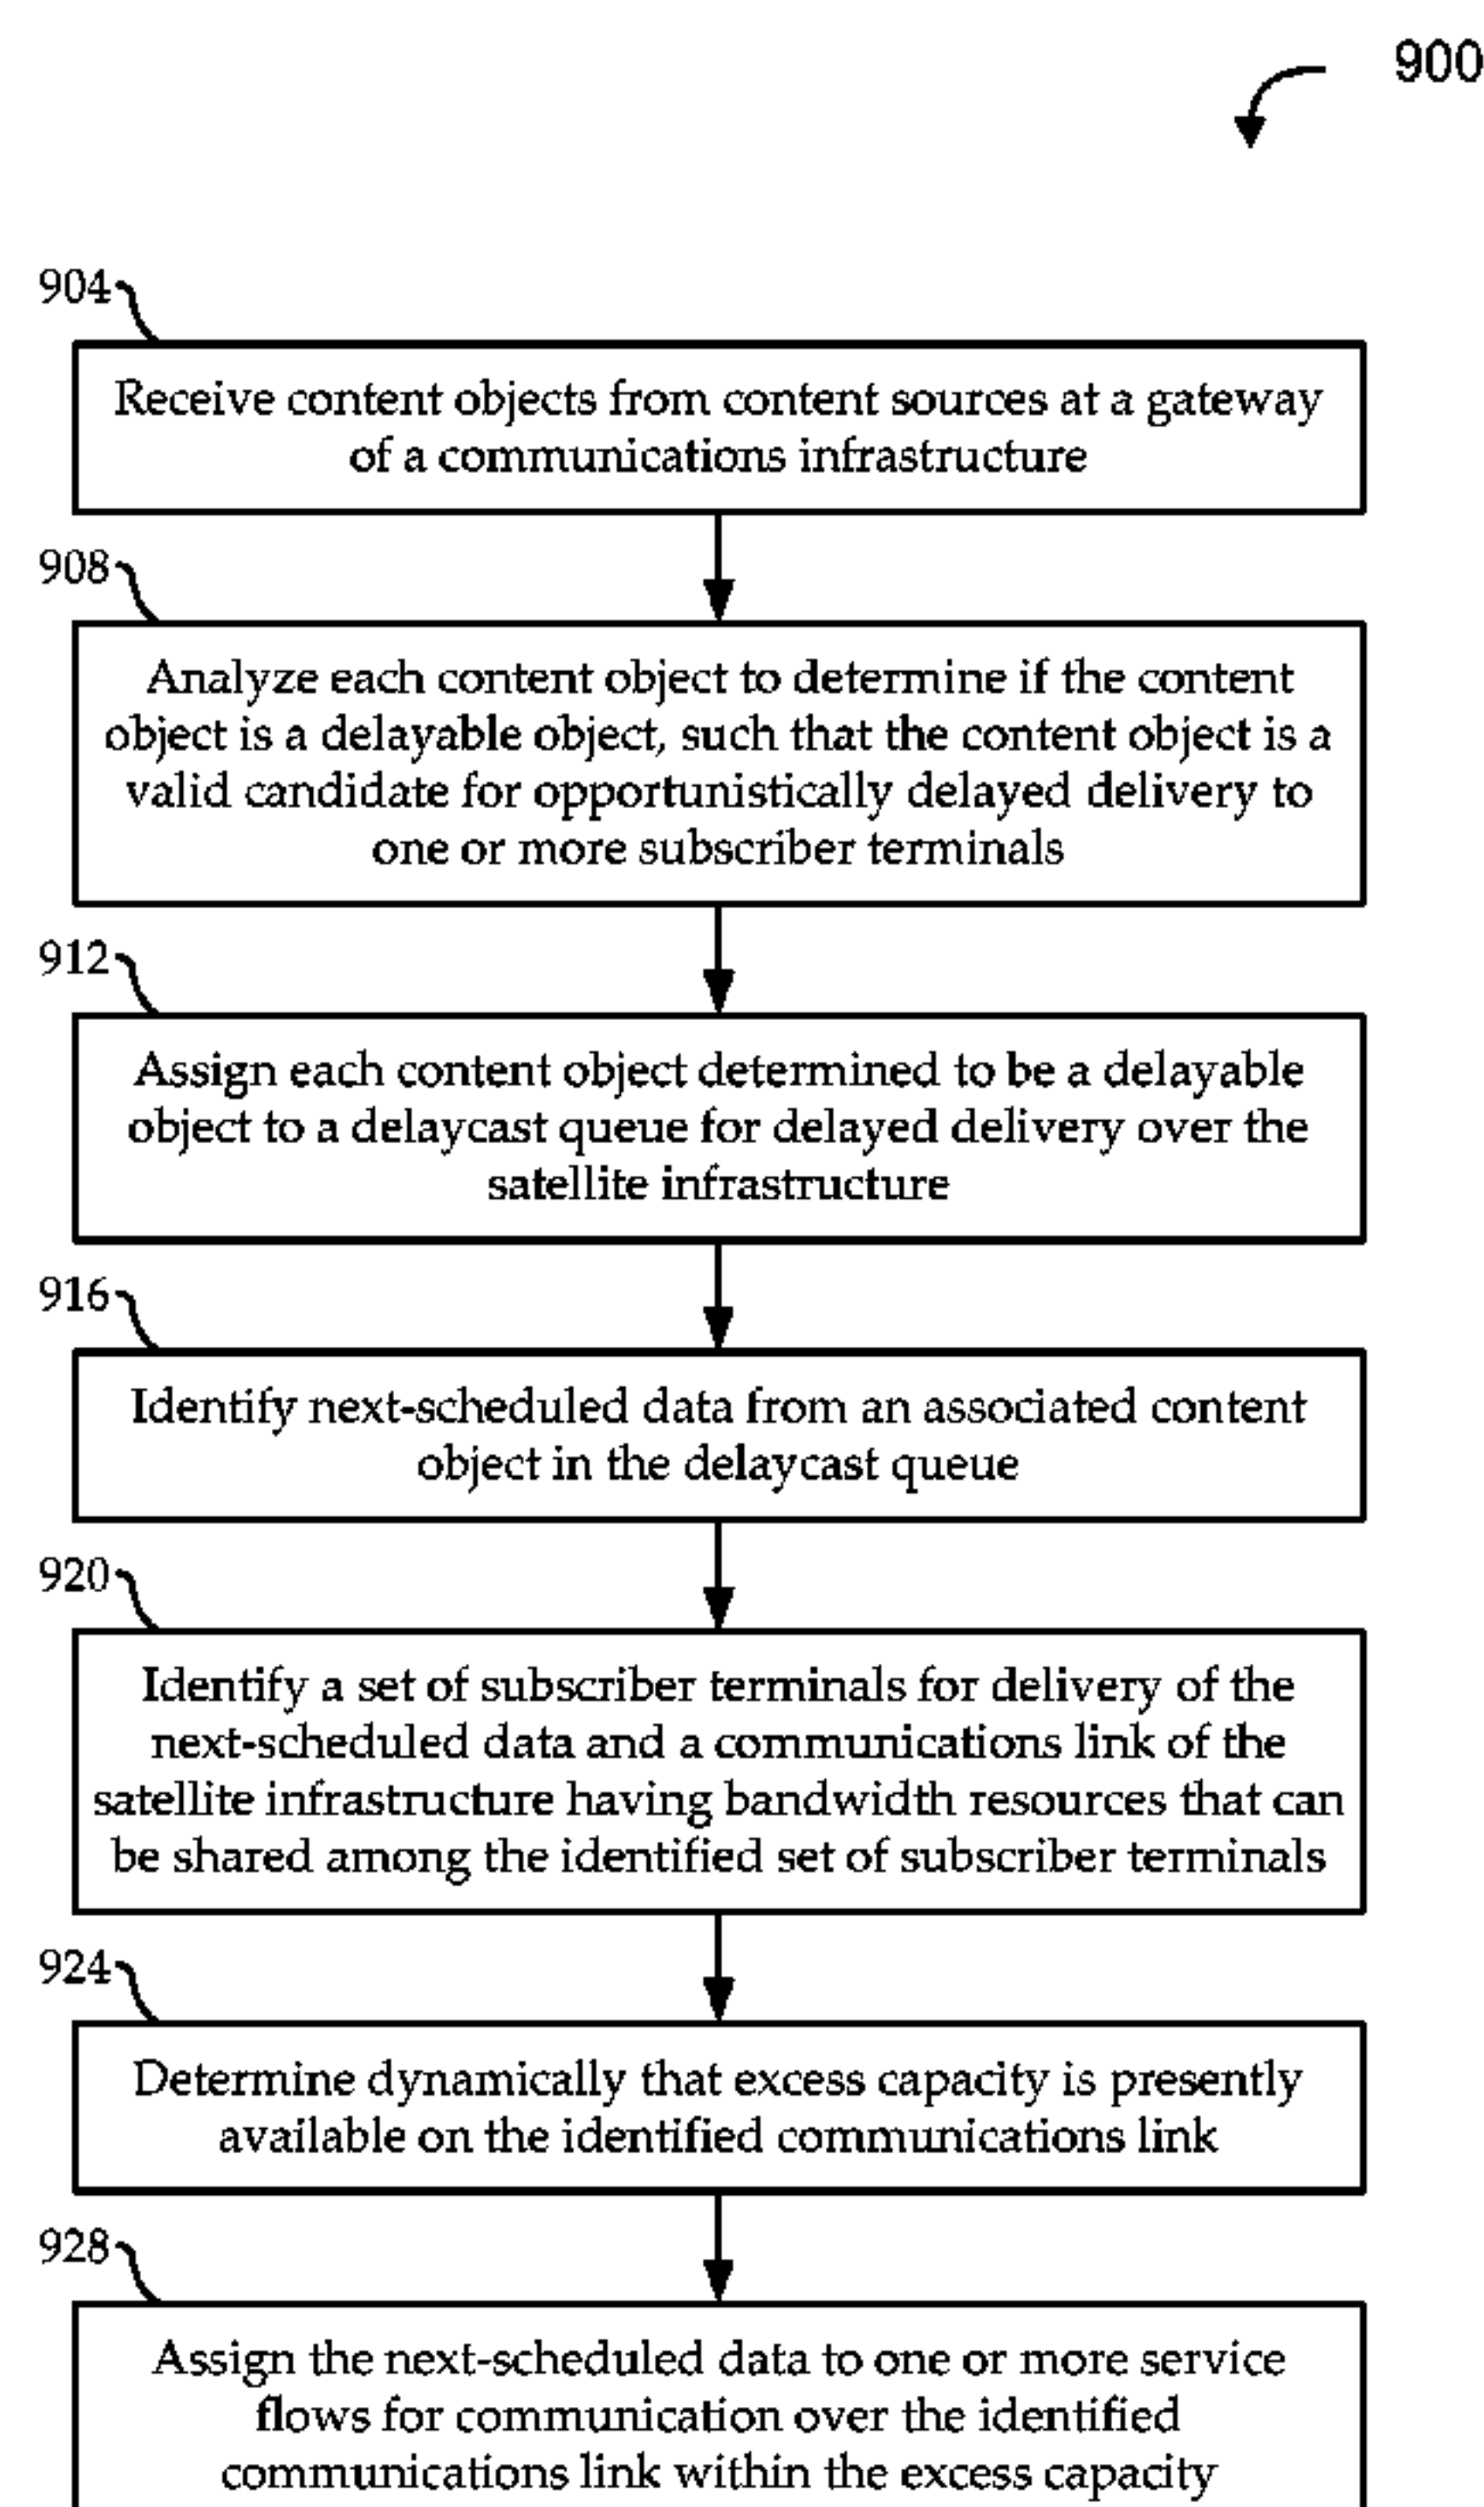 900
904
Receive content objects from content sources at a gateway
of a communications infrastructure
908
Analyze each content object to determine if the content
object is a delayable object, such that the content object is a
valid candidate for opportunistically delayed delivery to
one or more subscriber terminals
912
Assign each content object determined to be a delayable
object to a delaycast queue for delayed delivery over the
satellite infrastructure
916
Identify next-scheduled data from an associated content
object in the delaycast queue
920
Identify a set of subscriber terminals for delivery of the
next-scheduled data and a communications link of the
satellite infrastructure having bandwidth resources that can
be shared among the identified set of subscriber terminals
924
Determine dynamically that excess capacity is presently
available on the identified communications link
928
Assign the next-scheduled data to one or more service
flows for communication over the identified
communications link within the excess capacity